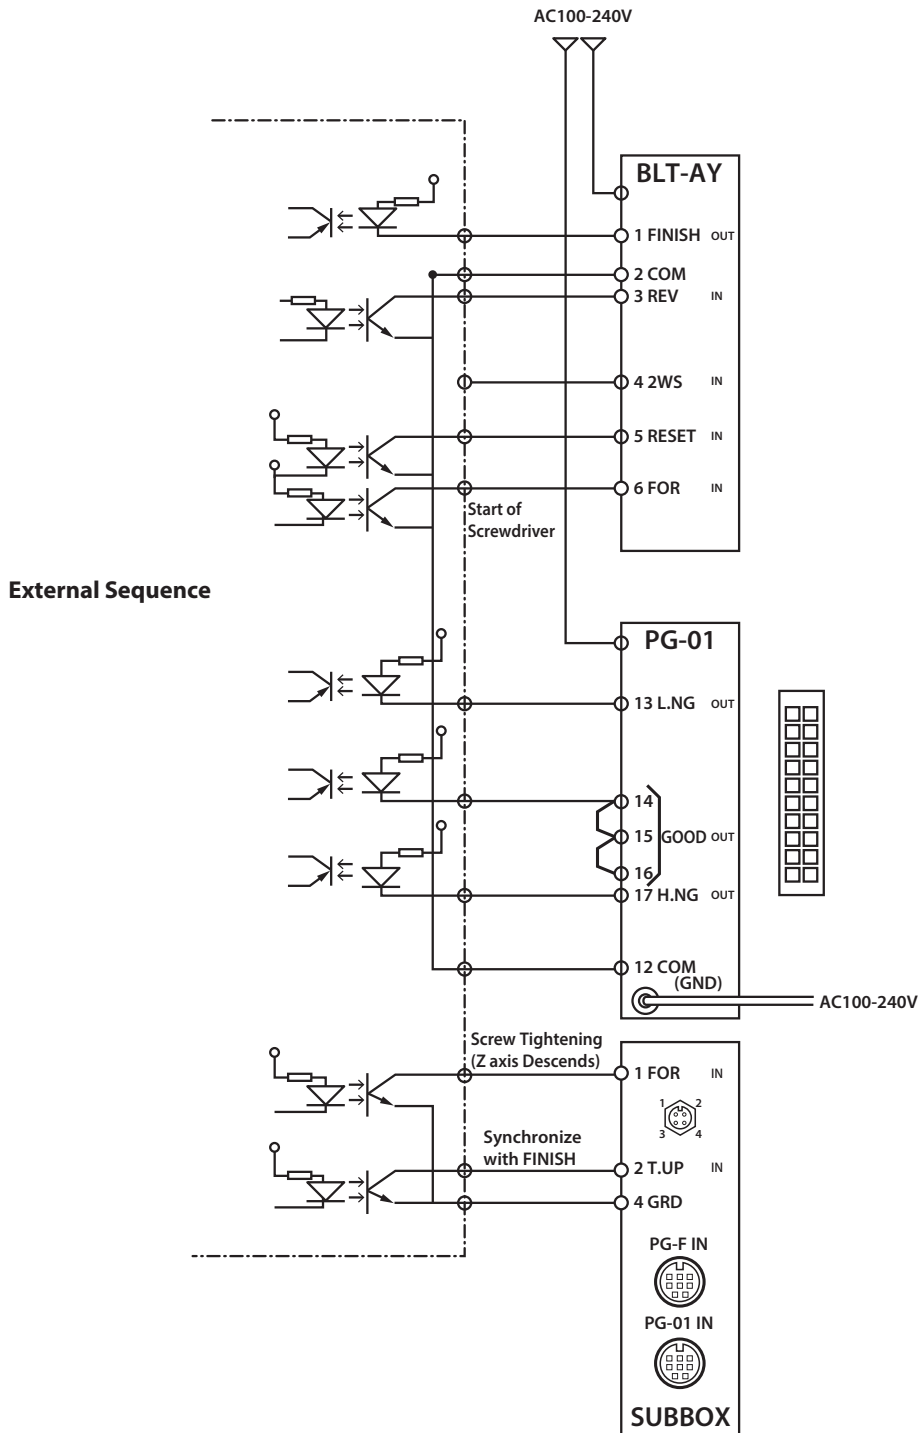 AC100-240V
BLT-AY
1 FINISH OUT
2 COM
3 REV IN
4 2WS IN
5 RESET IN
6 FOR IN
Start of
Screwdriver
External Sequence
PG-01
13 L.NG OUT
14
15 GOOD OUT
16
17 H.NG OUT
12 COM
(GND)
AC100-240V
Screw Tightening
(Z axis Descends)
1 FOR IN
1 2
3 4
Synchronize
with FINISH
2 T.UP IN
4 GRD
PG-F IN
PG-01 IN
SUBBOX